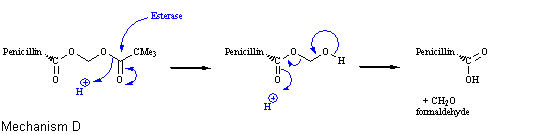 Esterase
Penicillin O O CMe3 Penicillin O O H Penicillin O
C C C C
O O O OH
H + H + + CH2O
formaldehyde
Mechanism D